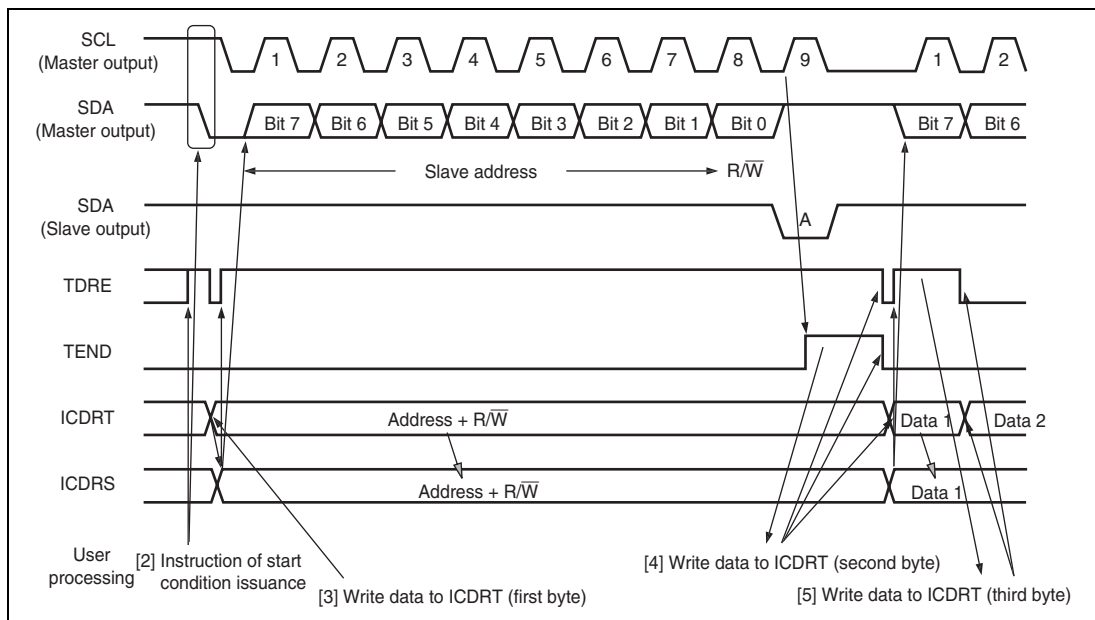 SCL
(Master output)
1 2 3 4 5 6 7 8 9 1 2
SDA
(Master output)
Bit 7 Bit 6 Bit 5 Bit 4 Bit 3 Bit 2 Bit 1 Bit 0 Bit 7 Bit 6
Slave address R/W̅
SDA
(Slave output)
A
TDRE
TEND
ICDRT
Address + R/W̅ Data 1 Data 2
ICDRS
Address + R/W̅ Data 1
User
processing
[2] Instruction of start
condition issuance
[3] Write data to ICDRT (first byte)
[4] Write data to ICDRT (second byte)
[5] Write data to ICDRT (third byte)